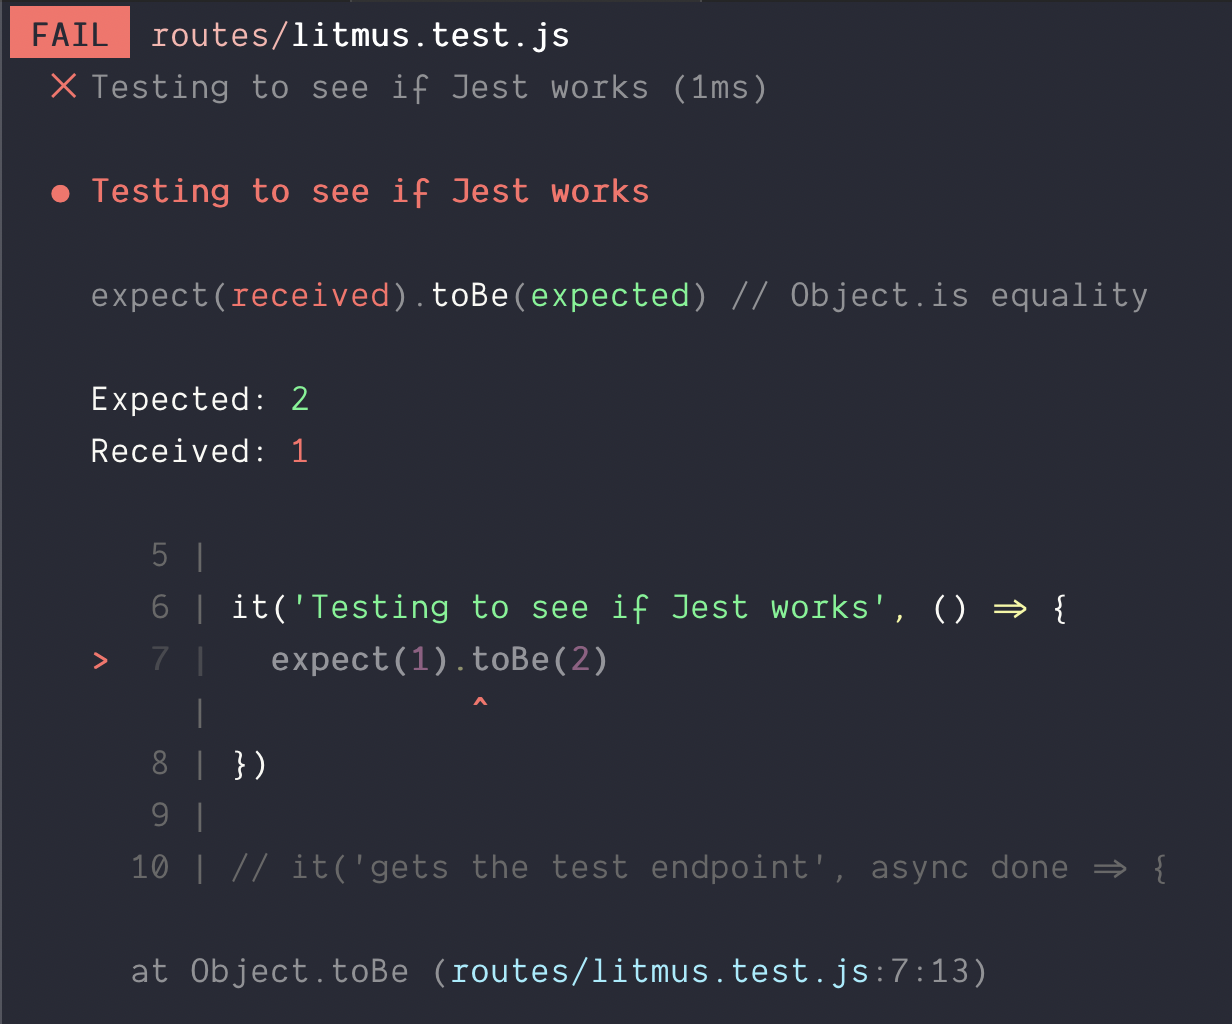 FAIL routes/litmus.test.js
✕ Testing to see if Jest works (1ms)
● Testing to see if Jest works
expect(received).toBe(expected) // Object.is equality
Expected: 2
Received: 1
5 |
6 | it('Testing to see if Jest works', () => {
> 7 |   expect(1).toBe(2)
|             ^
8 | })
9 |
10 | // it('gets the test endpoint', async done => {
at Object.toBe (routes/litmus.test.js:7:13)